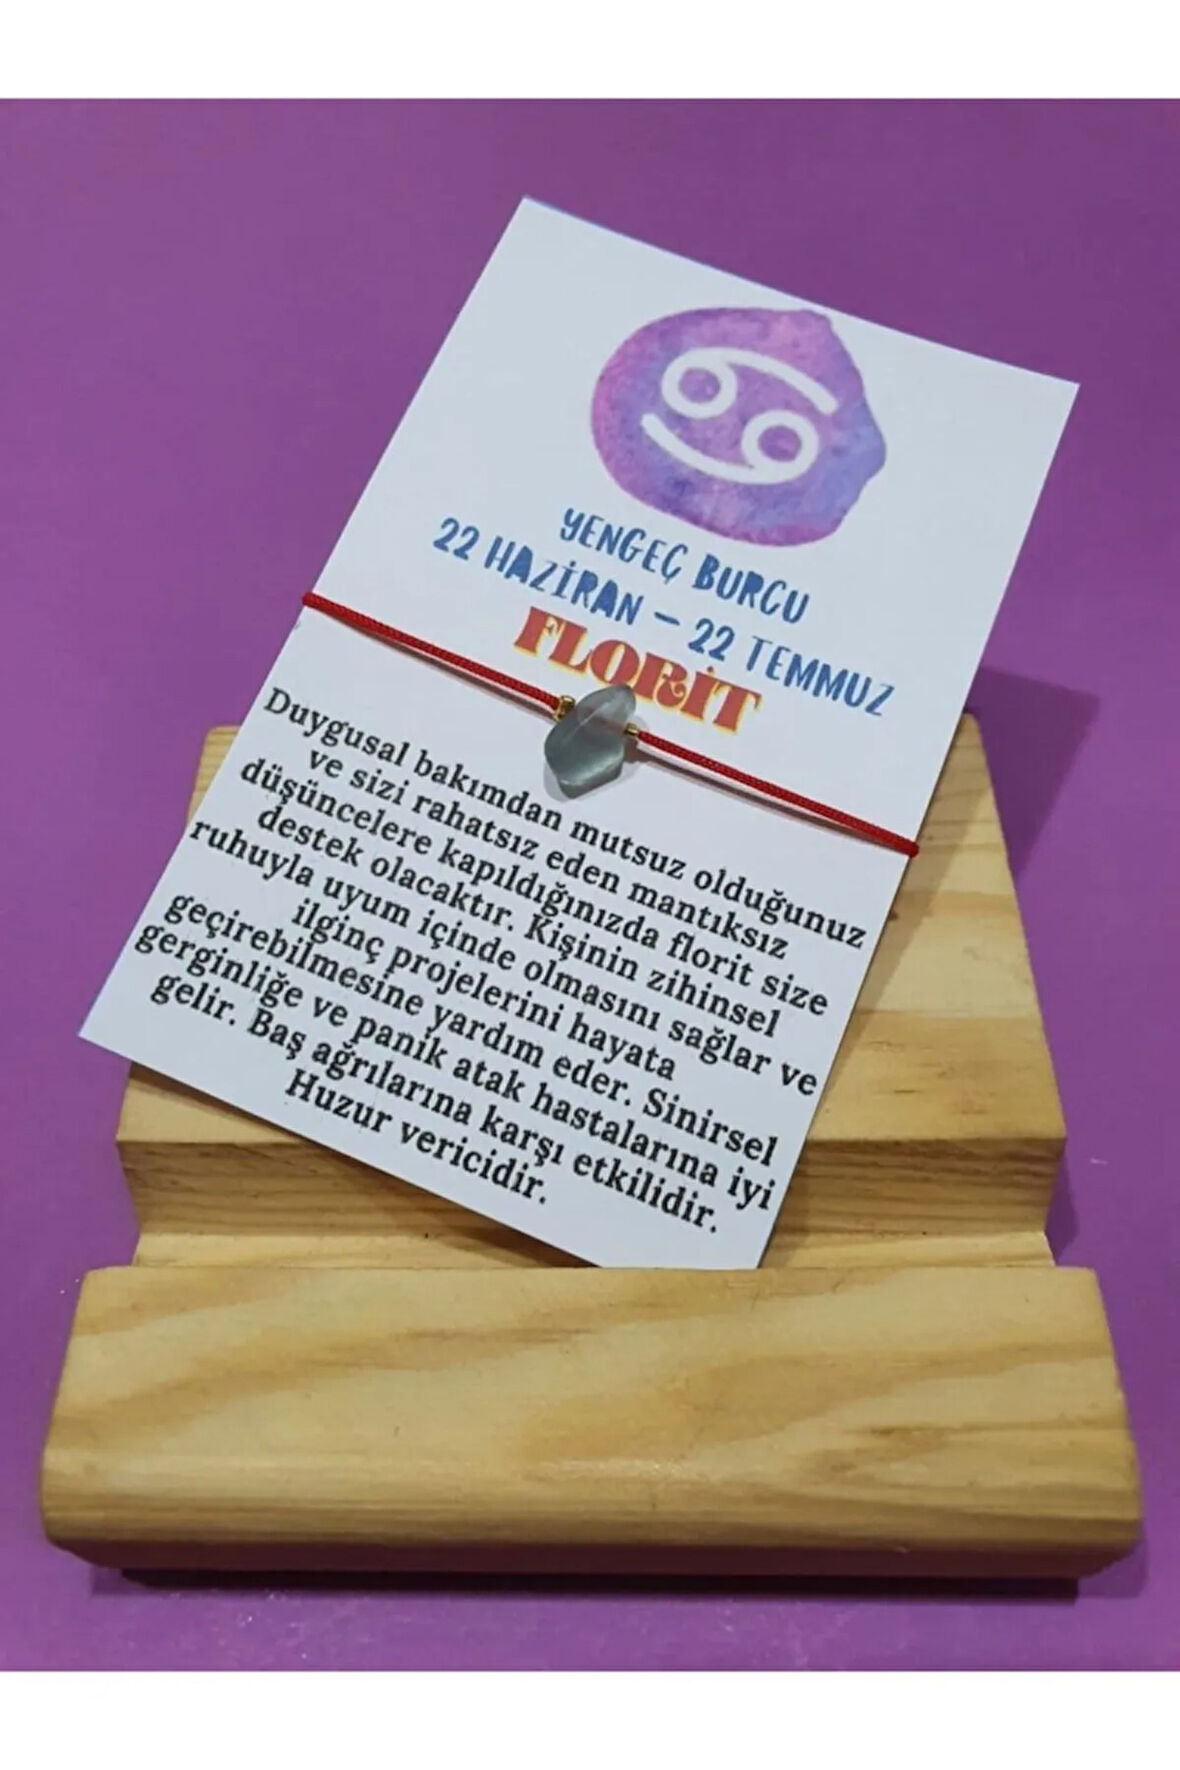 YENGEÇ BURCU
22 HAZİRAN – 22 TEMMUZ
FLORİT
Duygusal bakımdan mutsuz olduğunuz
ve sizi rahatsız eden mantıksız
düşüncelere kapıldığınızda florit size
destek olacaktır. Kişinin zihinsel
ruhuyla uyum içinde olmasını sağlar ve
ilginç projelerini hayata
geçirebilmesine yardım eder. Sinirsel
gerginliğe ve panik atak hastalarına iyi
gelir. Baş ağrılarına karşı etkilidir.
Huzur vericidir.